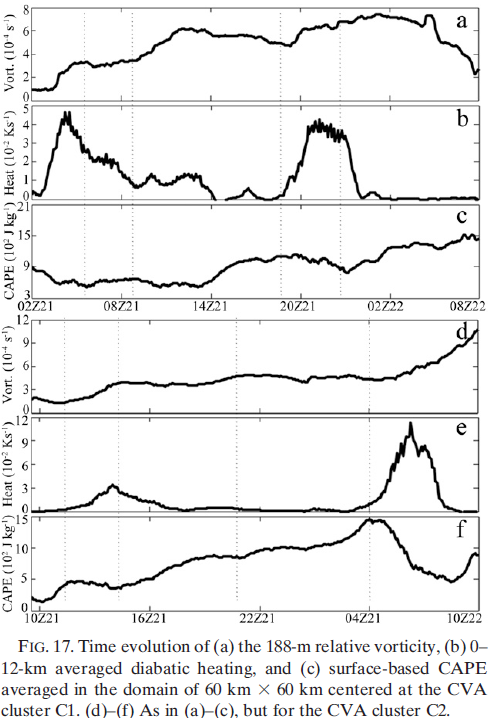 a
Vort. (10⁻⁴ s⁻¹)
8
6
4
2
0
b
Heat (10⁻² Ks⁻¹)
5
4
3
2
1
0
c
CAPE (10² J kg⁻¹)
21
15
9
3
02Z21 08Z21 14Z21 20Z21 02Z22 08Z22
d
Vort. (10⁻⁴ s⁻¹)
12
9
6
3
0
e
Heat (10⁻² Ks⁻¹)
12
9
6
3
0
f
CAPE (10² J kg⁻¹)
15
10
5
0
10Z21 16Z21 22Z21 04Z22 10Z22
FIG. 17. Time evolution of (a) the 188-m relative vorticity, (b) 0–
12-km averaged diabatic heating, and (c) surface-based CAPE
averaged in the domain of 60 km × 60 km centered at the CVA
cluster C1. (d)–(f) As in (a)–(c), but for the CVA cluster C2.